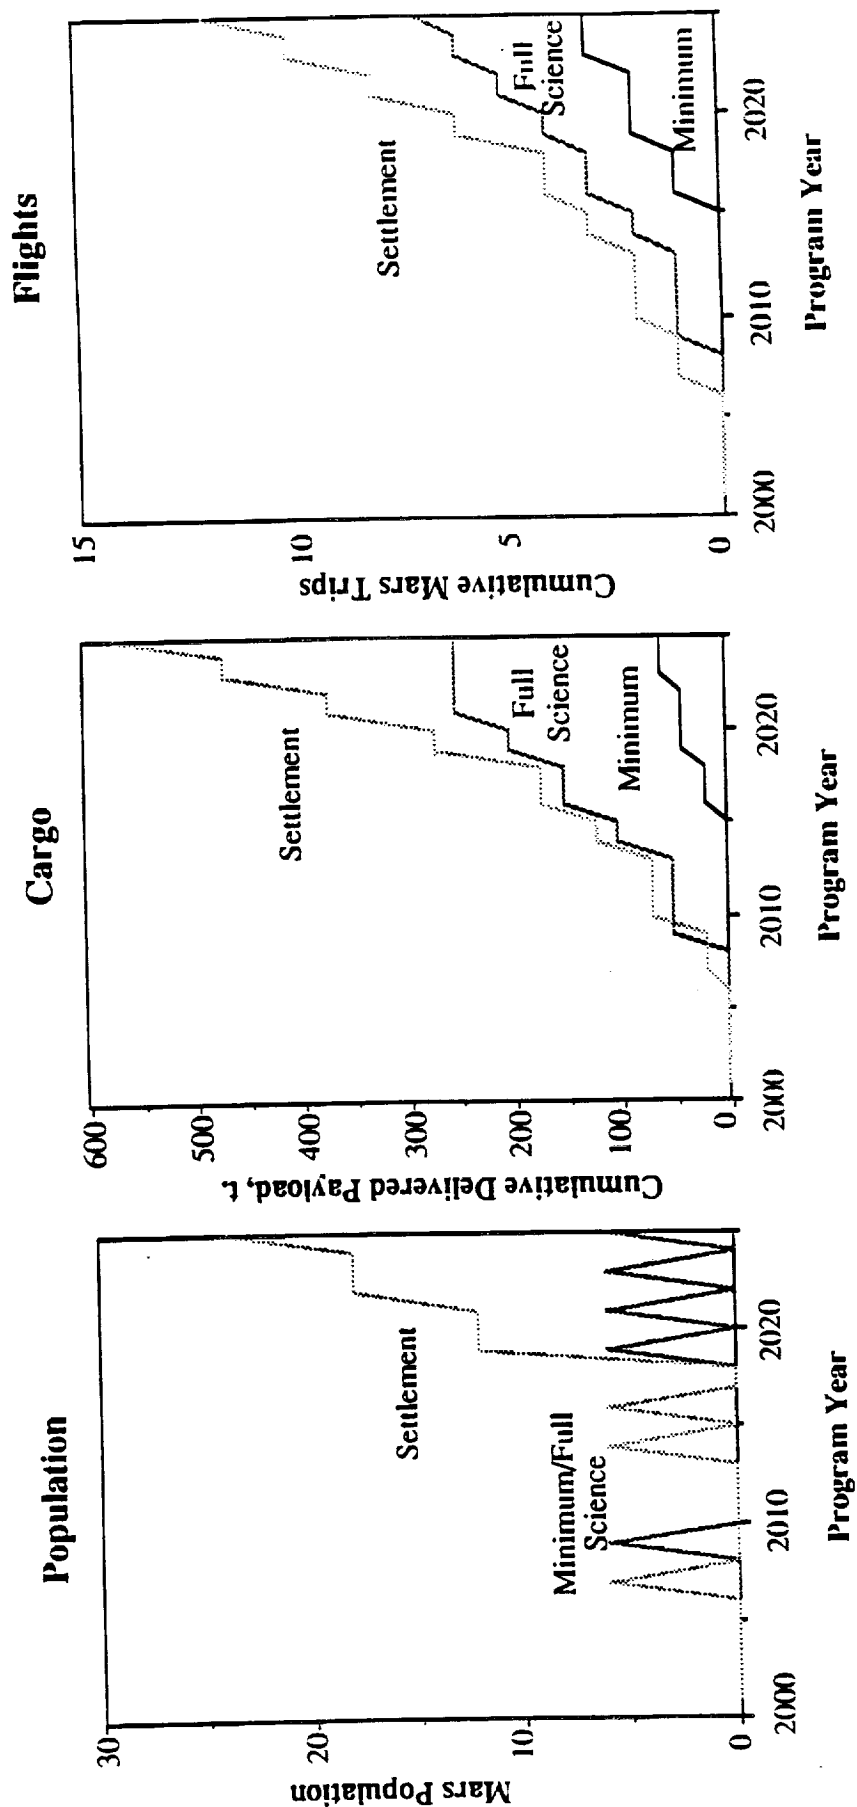 Population
Mars Population
30
20
10
0
Settlement
Minimum/Full
Science
2000
2010
2020
Program Year
Cargo
Cumulative Delivered Payload, t.
600
500
400
300
200
100
0
Settlement
Full
Science
Minimum
2000
2010
2020
Program Year
Flights
Cumulative Mars Trips
15
10
5
0
Settlement
Full
Science
Minimum
2000
2010
2020
Program Year